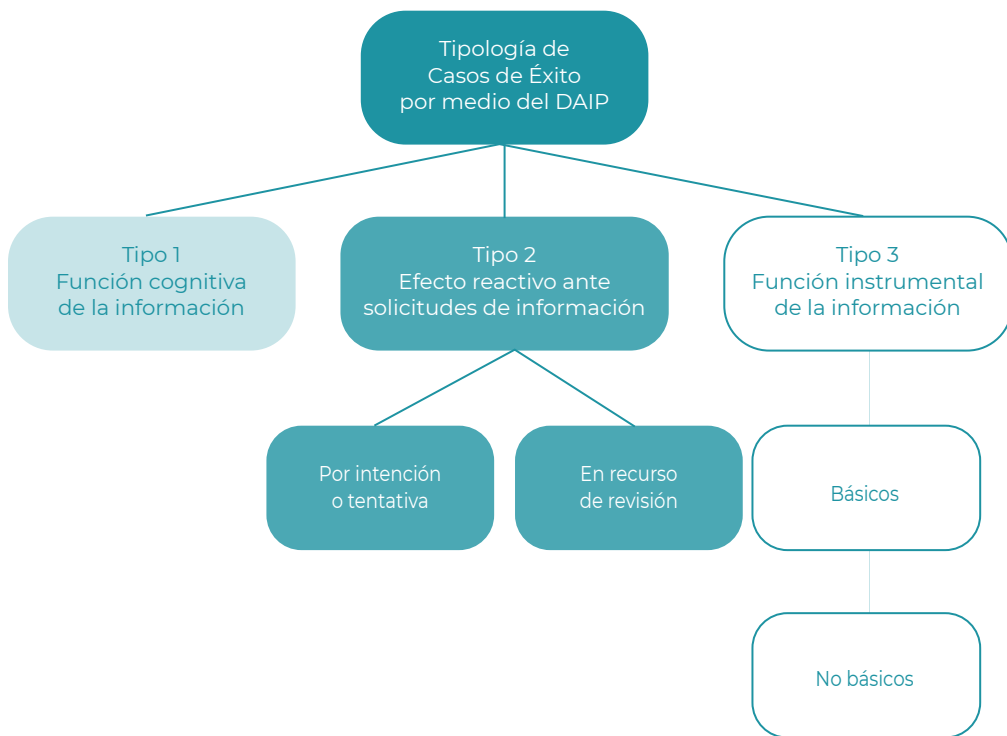 Tipología de
Casos de Éxito
por medio del DAIP
Tipo 1
Función cognitiva
de la información
Tipo 2
Efecto reactivo ante
solicitudes de información
Tipo 3
Función instrumental
de la información
Por intención
o tentativa
En recurso
de revisión
Básicos
No básicos